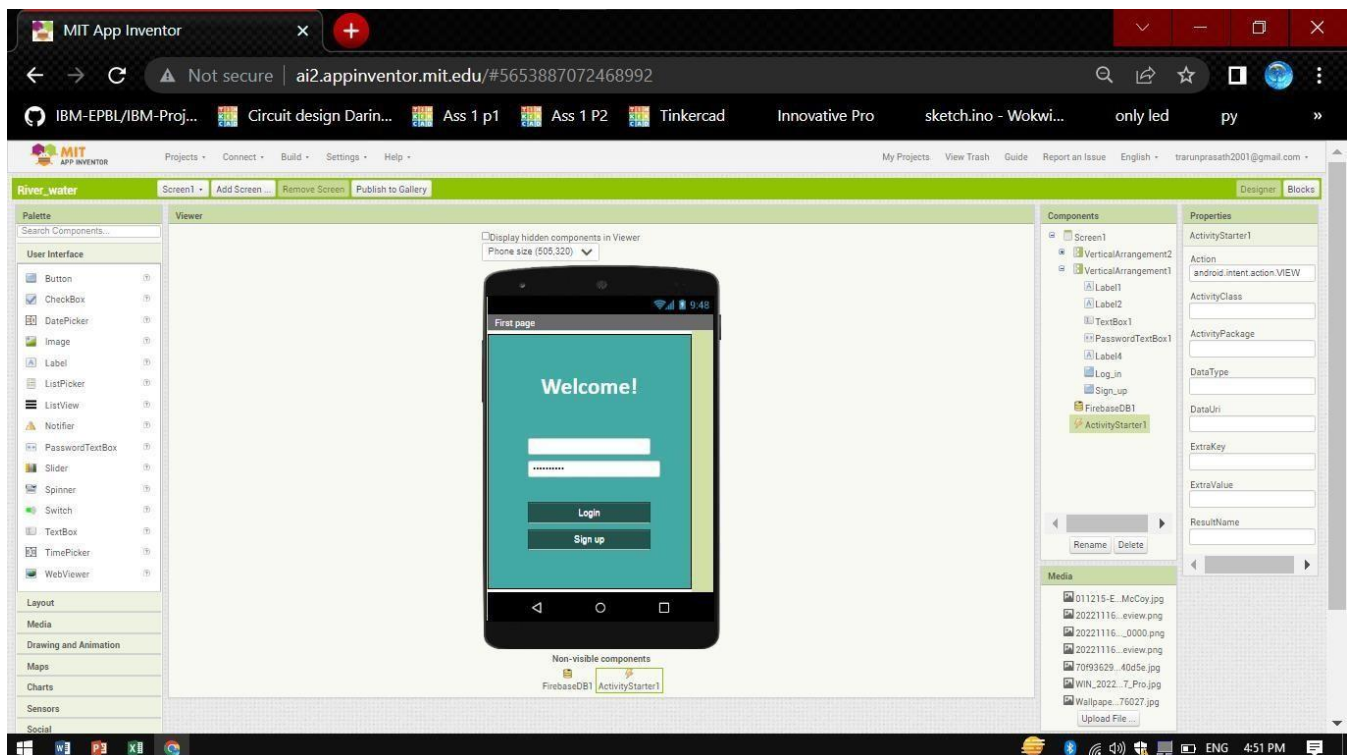 MIT App Inventor
Not secure ai2.appinventor.mit.edu/#5653887072468992
IBM-EPBL/IBM-Proj... Circuit design Darin... Ass 1 p1 Ass 1 P2 Tinkercad Innovative Pro sketch.ino - Wokwi... only led py »
MIT APP INVENTOR Projects Connect Build Settings Help My Projects View Trash Guide Report an Issue English trarunprasath2001@gmail.com
River_water Screen1 Add Screen ... Remove Screen Publish to Gallery Designer Blocks
Palette
Search Components...
User Interface
Button
CheckBox
DatePicker
Image
Label
ListPicker
ListView
Notifier
PasswordTextBox
Slider
Spinner
Switch
TextBox
TimePicker
WebViewer
Layout
Media
Drawing and Animation
Maps
Charts
Sensors
Social
Viewer
Display hidden components in Viewer
Phone size (505,320)
9:48
First page
Welcome!
Login
Sign up
Non-visible components
FirebaseDB1 ActivityStarter1
Components
Screen1
VerticalArrangement2
VerticalArrangement1
Label1
Label2
TextBox1
PasswordTextBox1
Label4
Log_in
Sign_up
FirebaseDB1
ActivityStarter1
Rename Delete
Media
011215-E...McCoy.jpg
20221116...eview.png
20221116..._0000.png
20221116...eview.png
70f93629...40d5e.jpg
WIN_2022...7_Pro.jpg
Wallpape...76027.jpg
Upload File ...
Properties
ActivityStarter1
Action
android.intent.action.VIEW
ActivityClass
ActivityPackage
DataType
DataUri
ExtraKey
ExtraValue
ResultName
ENG 4:51 PM